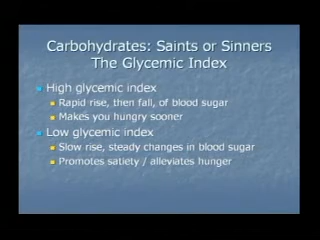 Carbohydrates: Saints or Sinners
The Glycemic Index
High glycemic index
Rapid rise, then fall, of blood sugar
Makes you hungry sooner
Low glycemic index
Slow rise, steady changes in blood sugar
Promotes satiety / alleviates hunger